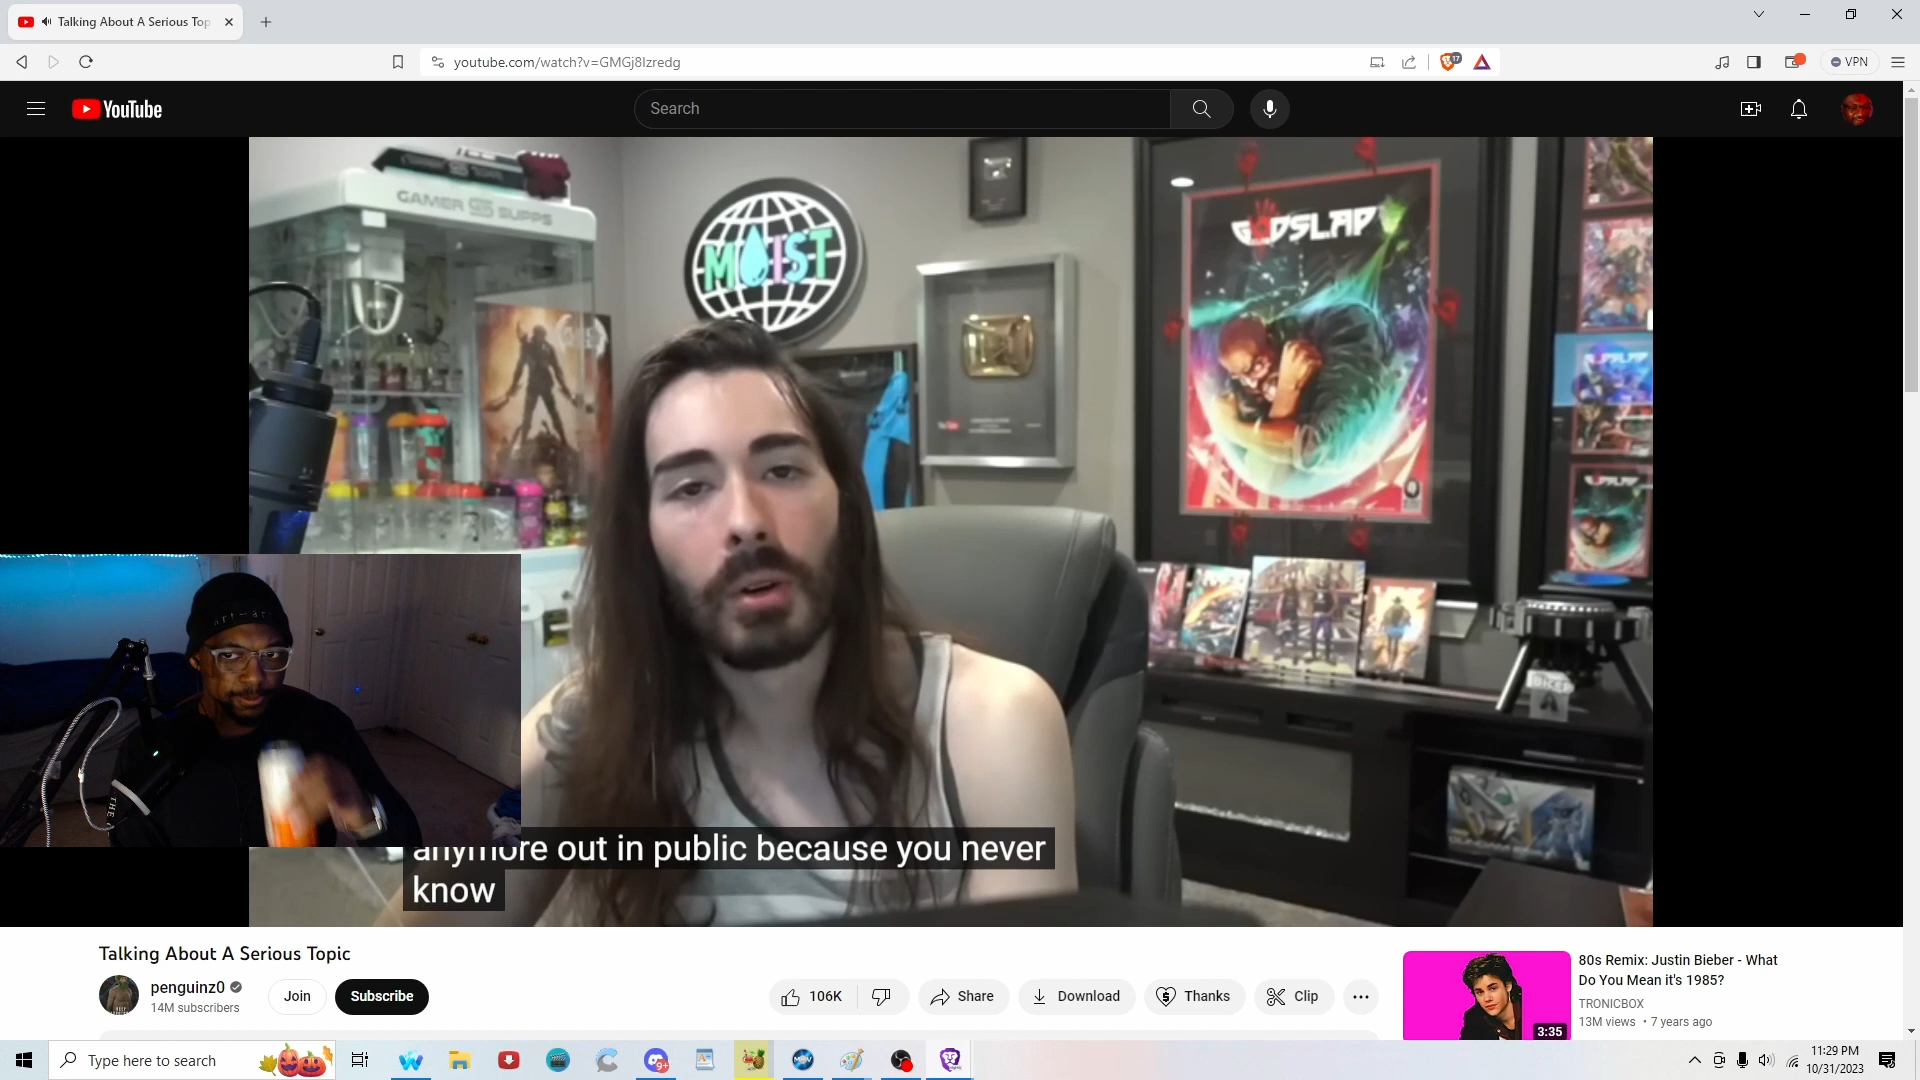 Talking About A Serious Top
youtube.com/watch?v=GMGj8lzredg
17
VPN
YouTube
Search
GAMER SUPPS
MOIST
GODSLAP
anymore out in public because you never
know
Talking About A Serious Topic
penguinz0
14M subscribers
Join
Subscribe
106K
Share
Download
Thanks
Clip
80s Remix: Justin Bieber - What
Do You Mean it's 1985?
TRONICBOX
13M views • 7 years ago
3:35
Type here to search
9+
11:29 PM
10/31/2023